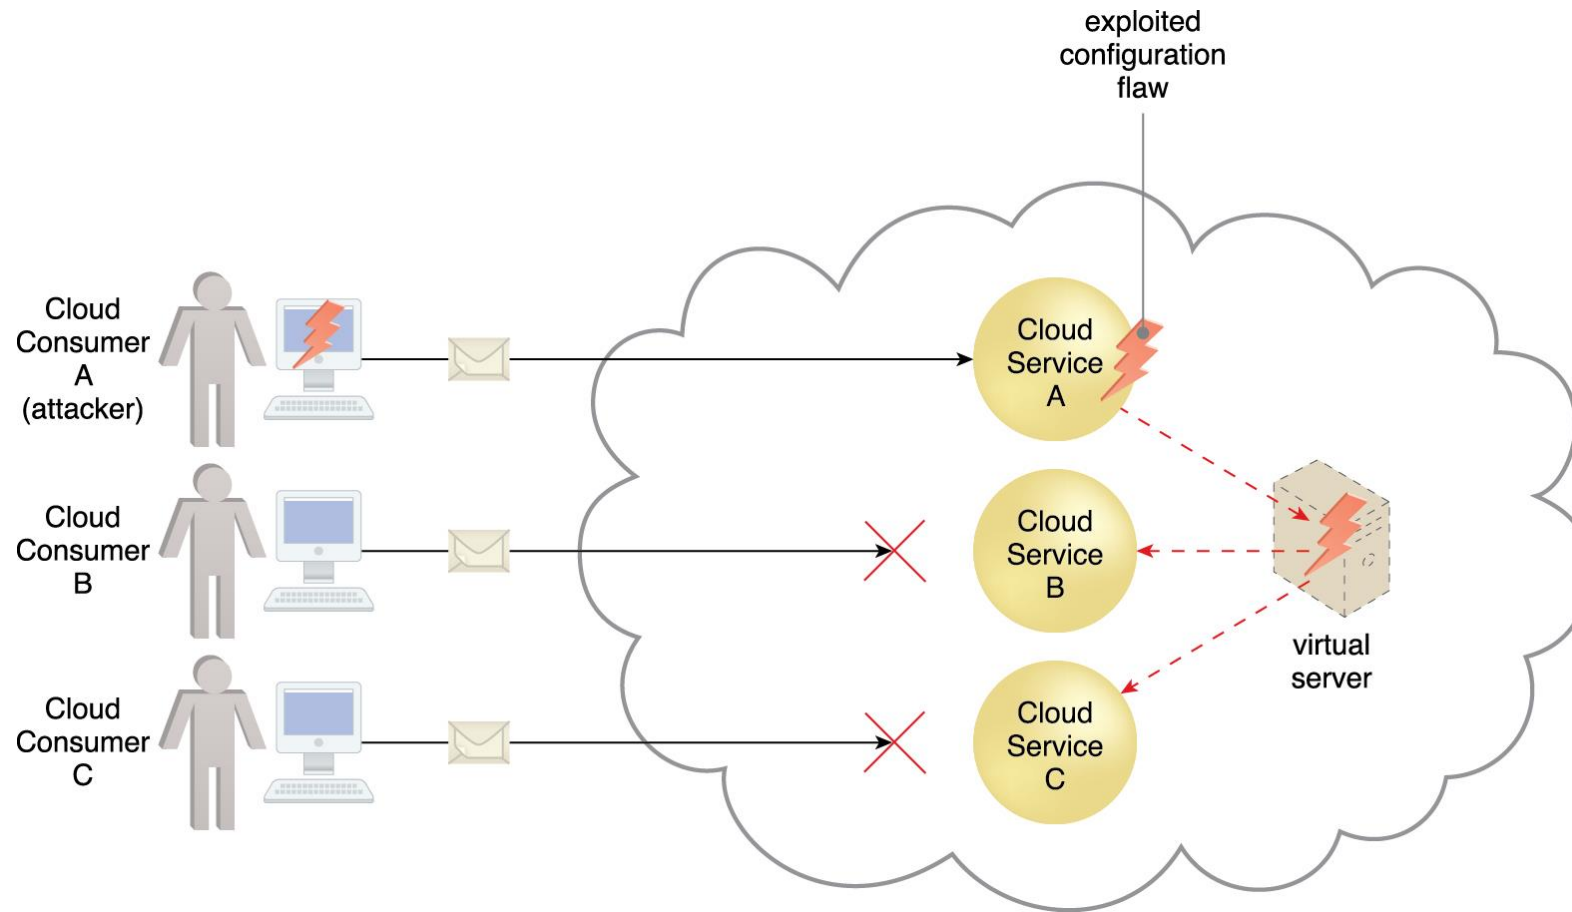 exploited
configuration
flaw
Cloud
Consumer
A
(attacker)
Cloud
Service
A
Cloud
Consumer
B
Cloud
Service
B
virtual
server
Cloud
Consumer
C
Cloud
Service
C